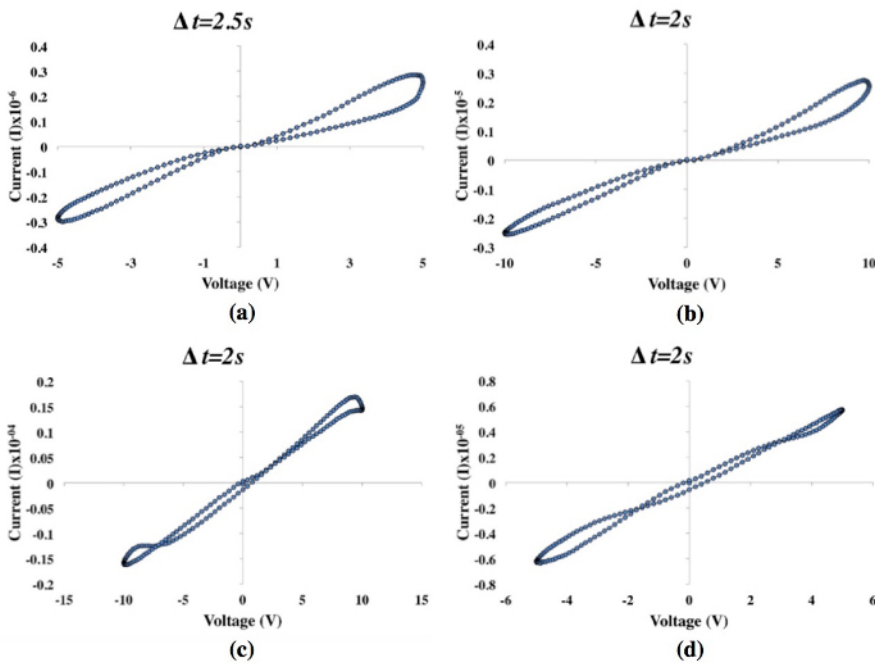 Δ t=2.5s
0.4
0.3
0.2
0.1
0
-0.1
-0.2
-0.3
-0.4
-5 -3 -1 1 3 5
Current (I)x10⁻⁶
Voltage (V)
(a)
Δ t=2s
0.4
0.3
0.2
0.1
0
-0.1
-0.2
-0.3
-10 -5 0 5 10
Current (I)x10⁻⁵
Voltage (V)
(b)
Δ t=2s
0.2
0.15
0.1
0.05
0
-0.05
-0.1
-0.15
-0.2
-15 -10 -5 0 5 10 15
Current (I)x10⁻⁰⁴
Voltage (V)
(c)
Δ t=2s
0.8
0.6
0.4
0.2
0
-0.2
-0.4
-0.6
-0.8
-6 -4 -2 0 2 4 6
Current (I)x10⁻⁰⁵
Voltage (V)
(d)